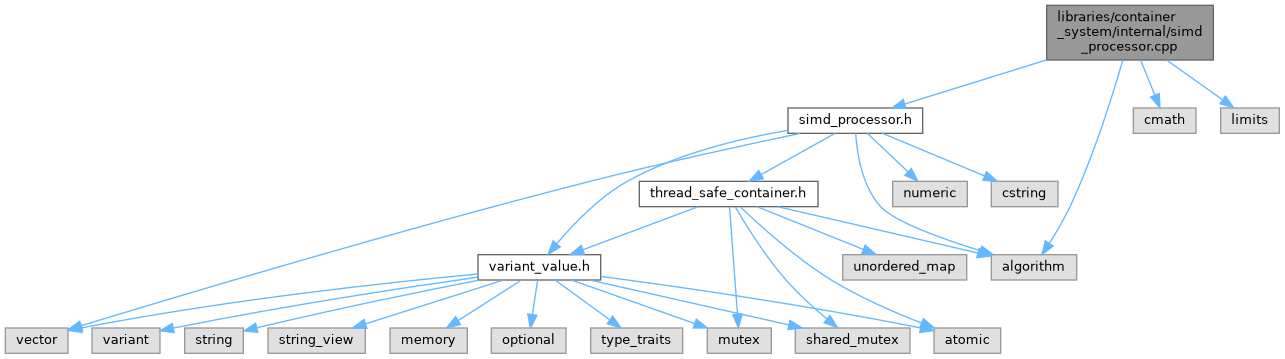 libraries/container
_system/internal/simd
_processor.cpp
simd_processor.h
cmath
limits
thread_safe_container.h
numeric
cstring
variant_value.h
unordered_map
algorithm
vector
variant
string
string_view
memory
optional
type_traits
mutex
shared_mutex
atomic